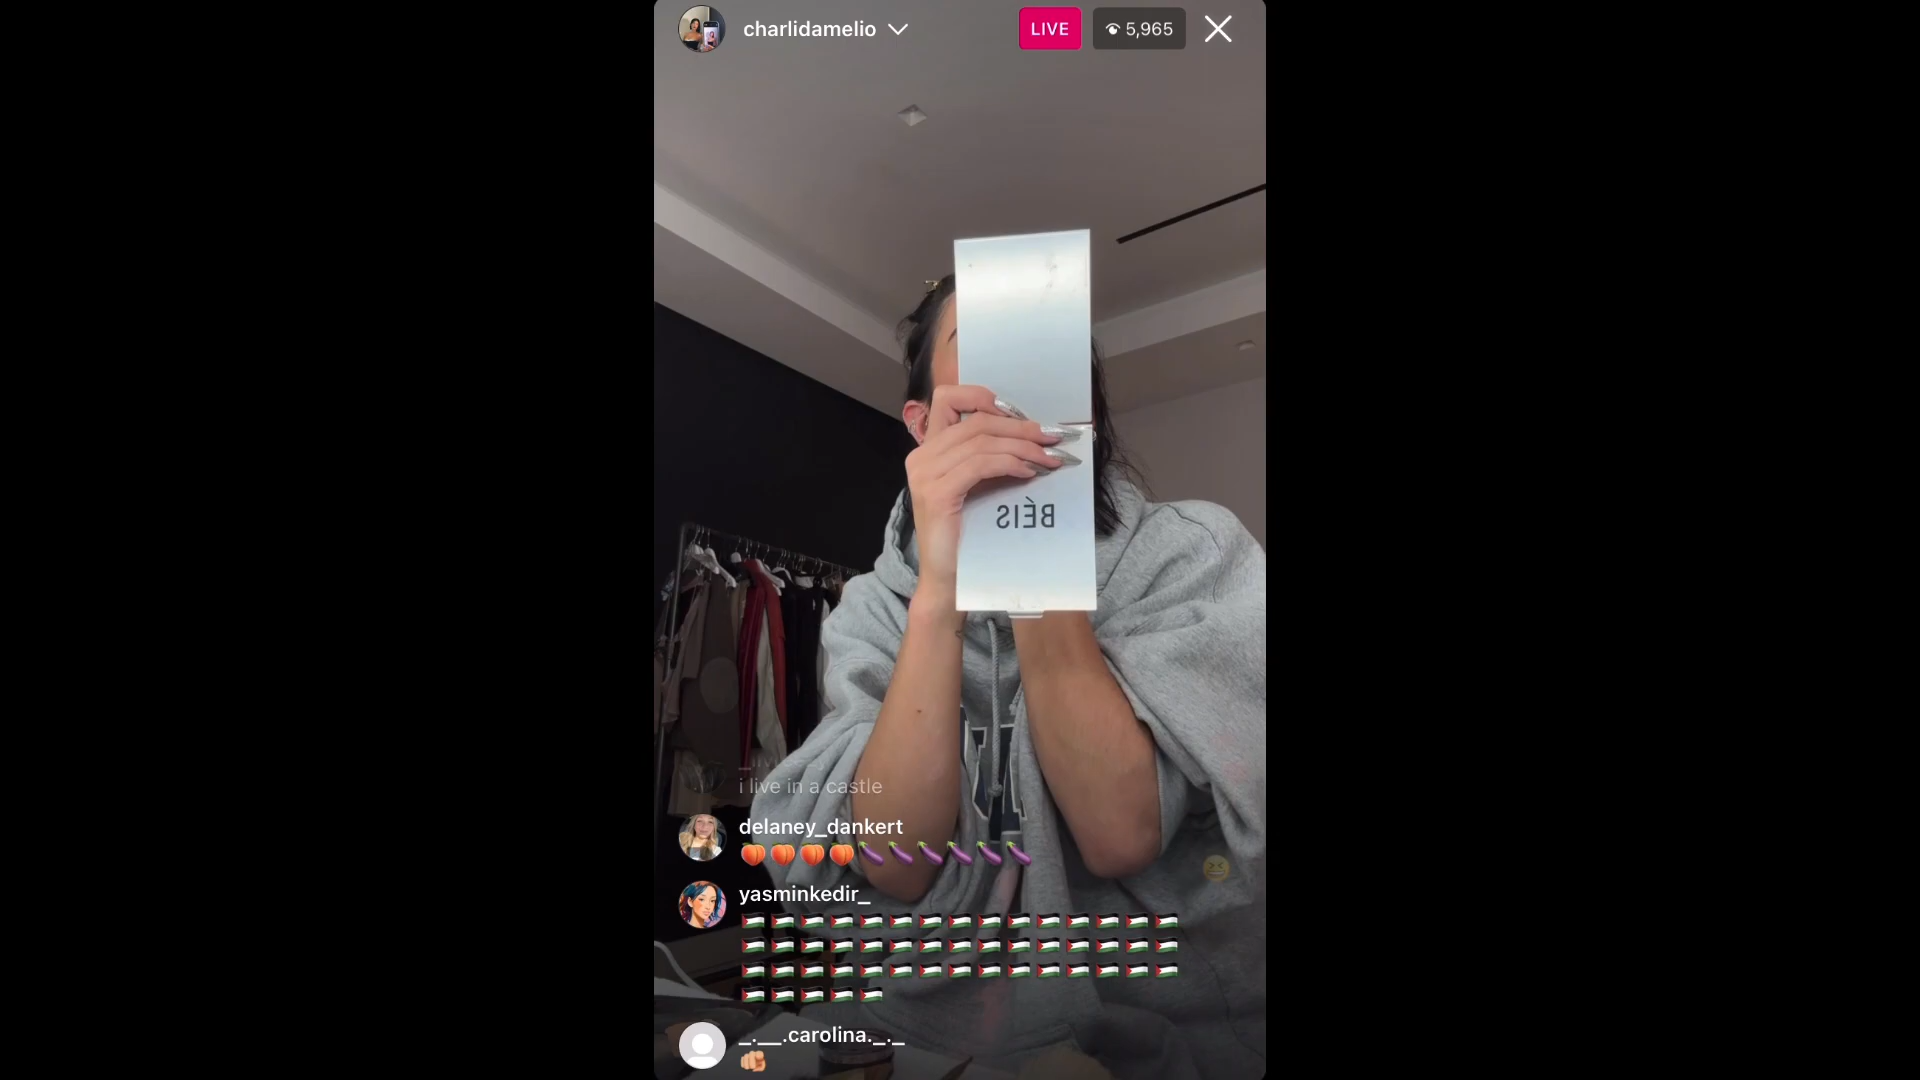 charlidamelio
LIVE
5,965
BÉIS
i live in a castle
delaney_dankert
🍑🍑🍑🍑🍆🍆🍆🍆🍆🍆
yasminkedir_
🇵🇸🇵🇸🇵🇸🇵🇸🇵🇸🇵🇸🇵🇸🇵🇸🇵🇸🇵🇸🇵🇸🇵🇸🇵🇸🇵🇸🇵🇸
🇵🇸🇵🇸🇵🇸🇵🇸🇵🇸🇵🇸🇵🇸🇵🇸🇵🇸🇵🇸🇵🇸🇵🇸🇵🇸🇵🇸🇵🇸
🇵🇸🇵🇸🇵🇸🇵🇸🇵🇸🇵🇸🇵🇸🇵🇸🇵🇸🇵🇸🇵🇸🇵🇸🇵🇸🇵🇸🇵🇸
🇵🇸🇵🇸🇵🇸🇵🇸🇵🇸
_.__.carolina._._
🫵🏼